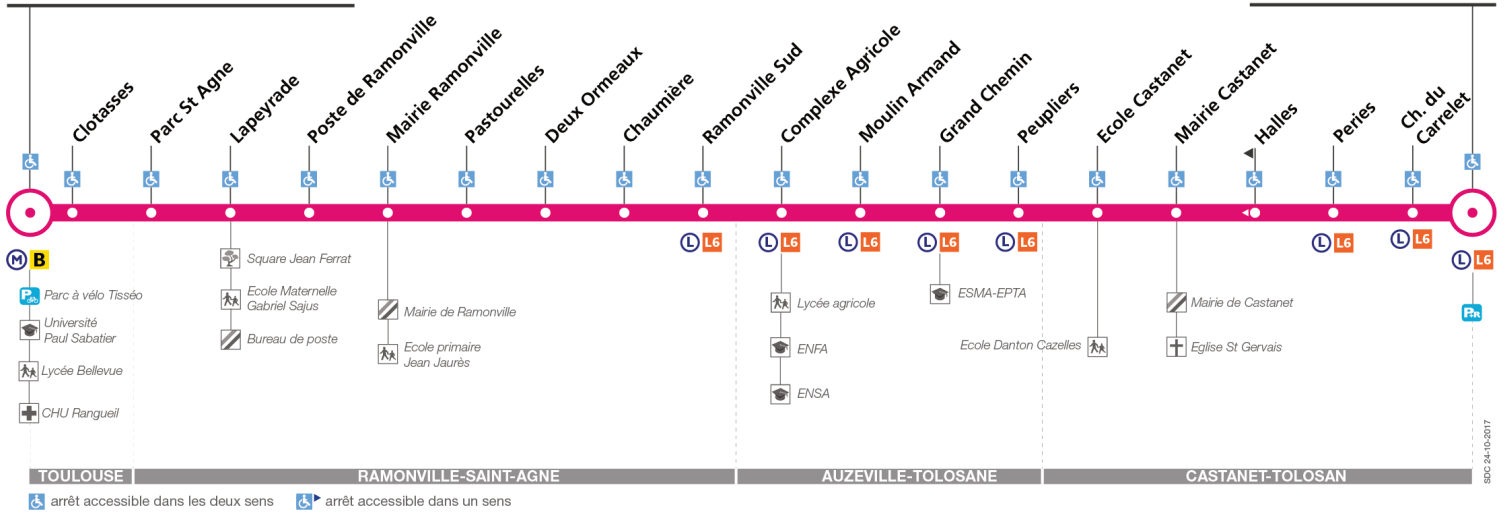 Clotasses
Parc St Agne
Lapeyrade
Poste de Ramonville
Mairie Ramonville
Pastourelles
Deux Ormeaux
Chaumière
Ramonville Sud
Complexe Agricole
Moulin Armand
Grand Chemin
Peupliers
Ecole Castanet
Mairie Castanet
Halles
Peries
Ch. du
Carrelet
L L6
L L6
L L6
L L6
L L6
L L6
L L6
L L6
M B
P Parc à vélo Tisséo
Université
Paul Sabatier
Lycée Bellevue
CHU Rangueil
Square Jean Ferrat
Ecole Maternelle
Gabriel Sajus
Bureau de poste
Mairie de Ramonville
Ecole primaire
Jean Jaurès
Lycée agricole
ENFA
ENSA
ESMA-EPTA
Ecole Danton Cazelles
Mairie de Castanet
Eglise St Gervais
P+R
SDC 24-10-2017
TOULOUSE
RAMONVILLE-SAINT-AGNE
AUZEVILLE-TOLOSANE
CASTANET-TOLOSAN
arrêt accessible dans les deux sens
arrêt accessible dans un sens